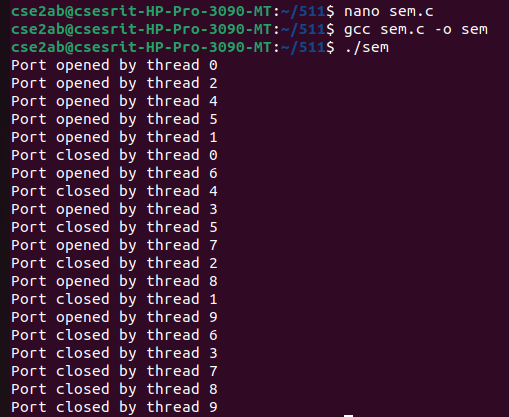 cse2ab@csesrit-HP-Pro-3090-MT:~/511$ nano sem.c
cse2ab@csesrit-HP-Pro-3090-MT:~/511$ gcc sem.c -o sem
cse2ab@csesrit-HP-Pro-3090-MT:~/511$ ./sem
Port opened by thread 0
Port opened by thread 2
Port opened by thread 4
Port opened by thread 5
Port opened by thread 1
Port closed by thread 0
Port opened by thread 6
Port closed by thread 4
Port opened by thread 3
Port closed by thread 5
Port opened by thread 7
Port closed by thread 2
Port opened by thread 8
Port closed by thread 1
Port opened by thread 9
Port closed by thread 6
Port closed by thread 3
Port closed by thread 7
Port closed by thread 8
Port closed by thread 9